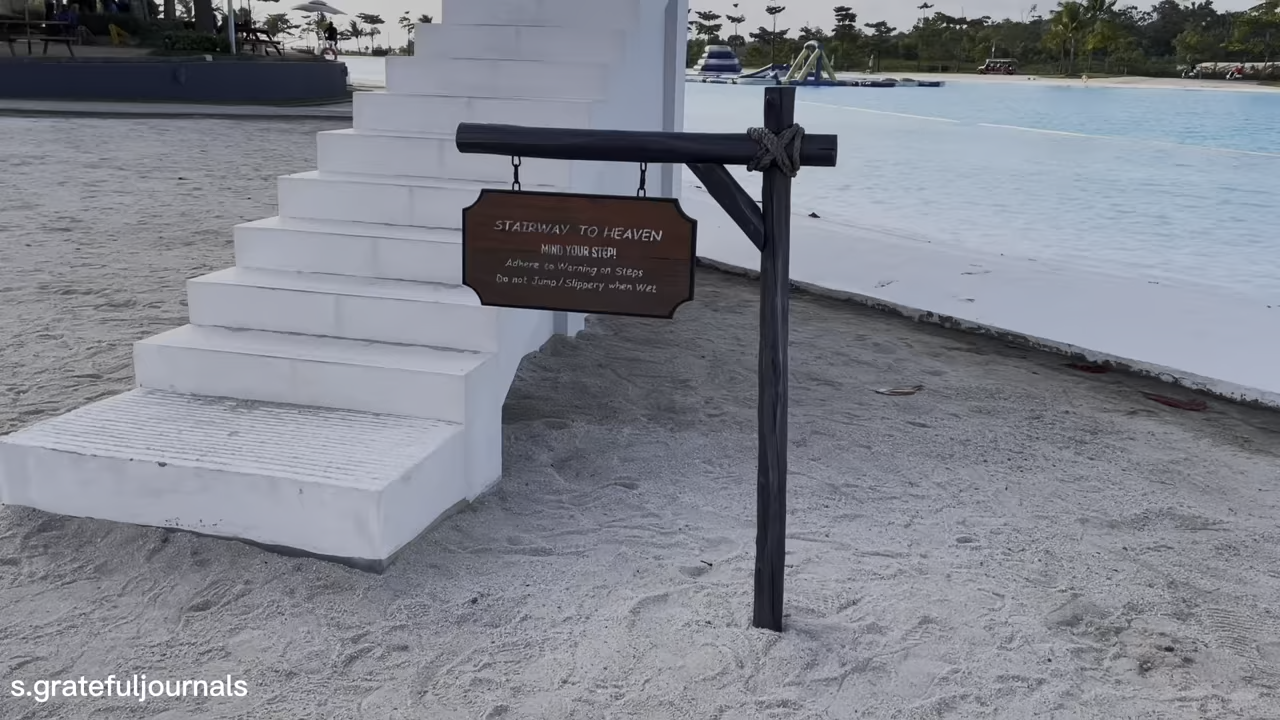 STAIRWAY TO HEAVEN
MIND YOUR STEP!
Adhere to Warning on Steps
Do not Jump / Slippery when Wet
s.gratefuljournals